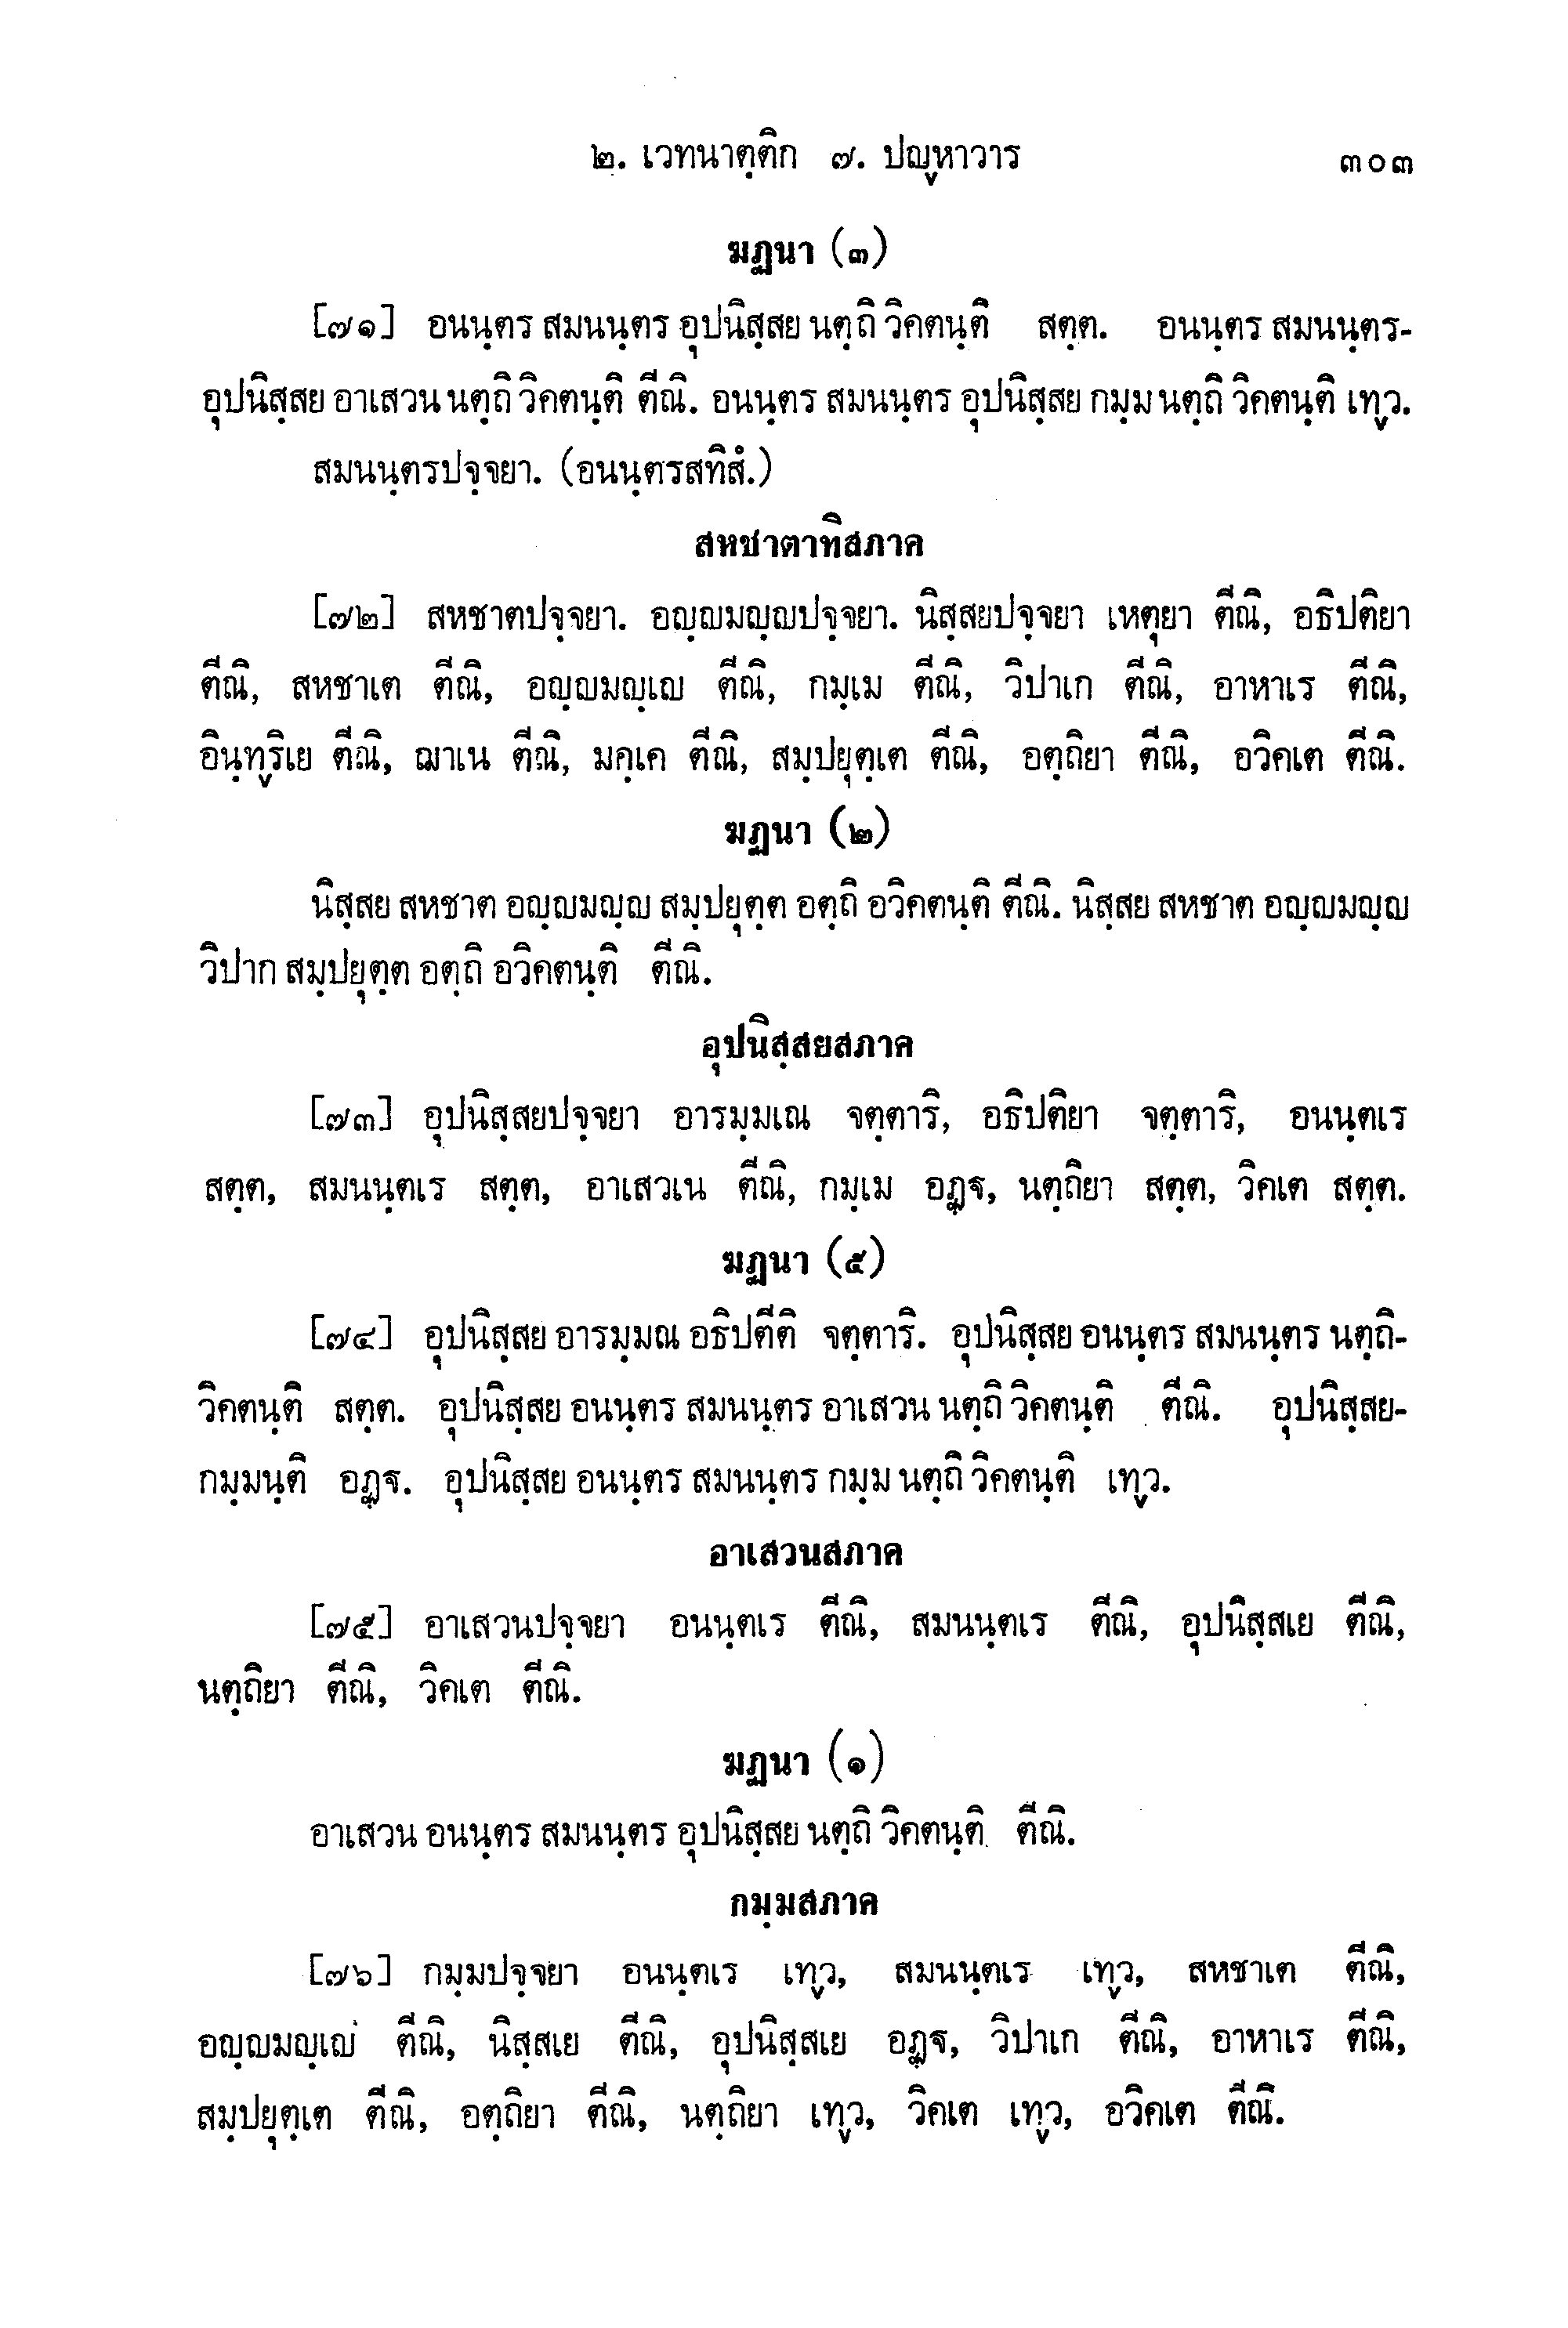 ๒. เวทนาตฺติก ๗. ปญฺหาวาร ๓๐๓
ฆฏนา (๓)
[๗๑] อนนฺตร สมนนฺตร อุปนิสฺสย นตฺถิ วิคตนฺติ สตฺต. อนนฺตร สมนนฺตร-
อุปนิสฺสย อาเสวน นตฺถิ วิคตนฺติ ตีณิ. อนนฺตร สมนนฺตร อุปนิสฺสย กมฺม นตฺถิ วิคตนฺติ เทฺว.
สมนนฺตรปจฺจยา. (อนนฺตรสทิสํ.)
สหชาตาทิสภาค
[๗๒] สหชาตปจฺจยา. อญฺญมญฺญปจฺจยา. นิสฺสยปจฺจยา เหตุยา ตีณิ, อธิปติยา
ตีณิ, สหชาเต ตีณิ, อญฺญมญฺเญ ตีณิ, กมฺเม ตีณิ, วิปาเก ตีณิ, อาหาเร ตีณิ,
อินฺทฺริเย ตีณิ, ฌาเน ตีณิ, มคฺเค ตีณิ, สมฺปยุตฺเต ตีณิ, อตฺถิยา ตีณิ, อวิคเต ตีณิ.
ฆฏนา (๒)
นิสฺสย สหชาต อญฺญมญฺญ สมฺปยุตฺต อตฺถิ อวิคตนฺติ ตีณิ. นิสฺสย สหชาต อญฺญมญฺญ
วิปาก สมฺปยุตฺต อตฺถิ อวิคตนฺติ ตีณิ.
อุปนิสฺสยสภาค
[๗๓] อุปนิสฺสยปจฺจยา อารมฺมเณ จตฺตาริ, อธิปติยา จตฺตาริ, อนนฺตเร
สตฺต, สมนนฺตเร สตฺต, อาเสวเน ตีณิ, กมฺเม อฏฺฐ, นตฺถิยา สตฺต, วิคเต สตฺต.
ฆฏนา (๕)
[๗๔] อุปนิสฺสย อารมฺมณ อธิปตีติ จตฺตาริ. อุปนิสฺสย อนนฺตร สมนนฺตร นตฺถิ-
วิคตนฺติ สตฺต. อุปนิสฺสย อนนฺตร สมนนฺตร อาเสวน นตฺถิ วิคตนฺติ ตีณิ. อุปนิสฺสย-
กมฺมนฺติ อฏฺฐ. อุปนิสฺสย อนนฺตร สมนนฺตร กมฺม นตฺถิ วิคตนฺติ เทฺว.
อาเสวนสภาค
[๗๕] อาเสวนปจฺจยา อนนฺตเร ตีณิ, สมนนฺตเร ตีณิ, อุปนิสฺสเย ตีณิ,
นตฺถิยา ตีณิ, วิคเต ตีณิ.
ฆฏนา (๑)
อาเสวน อนนฺตร สมนนฺตร อุปนิสฺสย นตฺถิ วิคตนฺติ ตีณิ.
กมฺมสภาค
[๗๖] กมฺมปจฺจยา อนนฺตเร เทฺว, สมนนฺตเร เทฺว, สหชาเต ตีณิ,
อญฺญมญฺเญ ตีณิ, นิสฺสเย ตีณิ, อุปนิสฺสเย อฏฺฐ, วิปาเก ตีณิ, อาหาเร ตีณิ,
สมฺปยุตฺเต ตีณิ, อตฺถิยา ตีณิ, นตฺถิยา เทฺว, วิคเต เทฺว, อวิคเต ตีณิ.